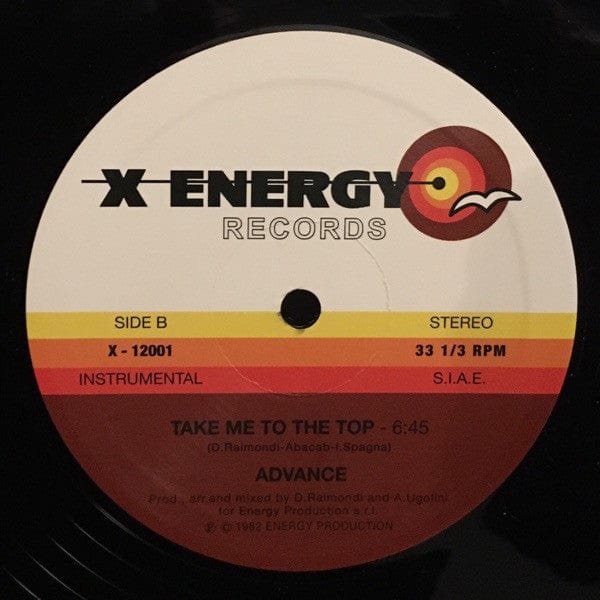 X ENERGY
RECORDS
SIDE B STEREO
X - 12001 33 1/3 RPM
INSTRUMENTAL S.I.A.E.
TAKE ME TO THE TOP - 6:45
(D.Raimondi-Abacab-I.Spagna)
ADVANCE
Prod., arr.and mixed by D.Raimondi and A.Ugolini
for Energy Production s.r.l.
℗ © 1982 ENERGY PRODUCTION